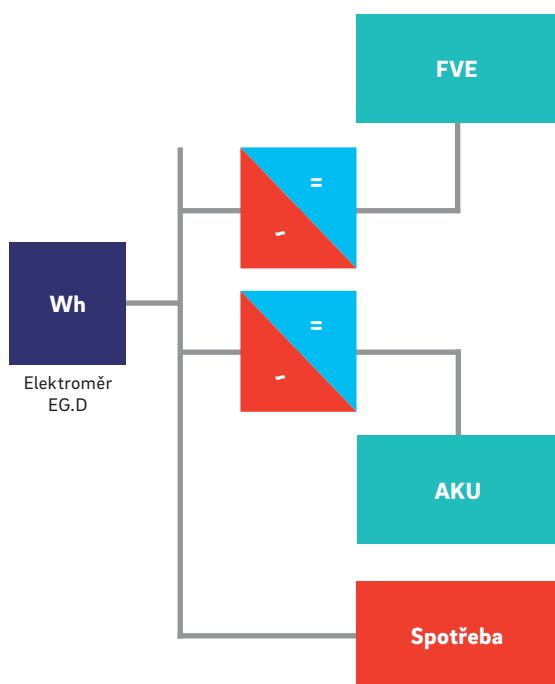 FVE
=
~
Wh
Elektroměr
EG.D
=
~
AKU
Spotřeba